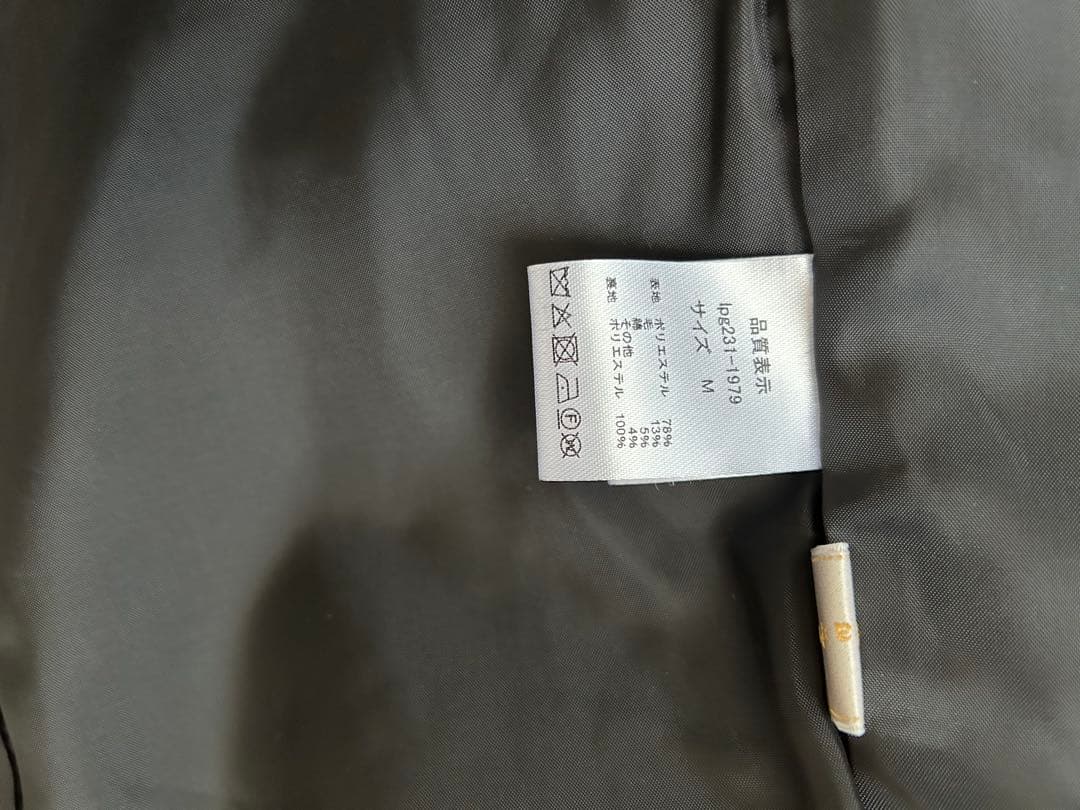 品質表示
lpg231-1979
サイズ M
表地 ポリエステル 78%
毛 13%
綿 5%
その他 4%
裏地 ポリエステル 100%